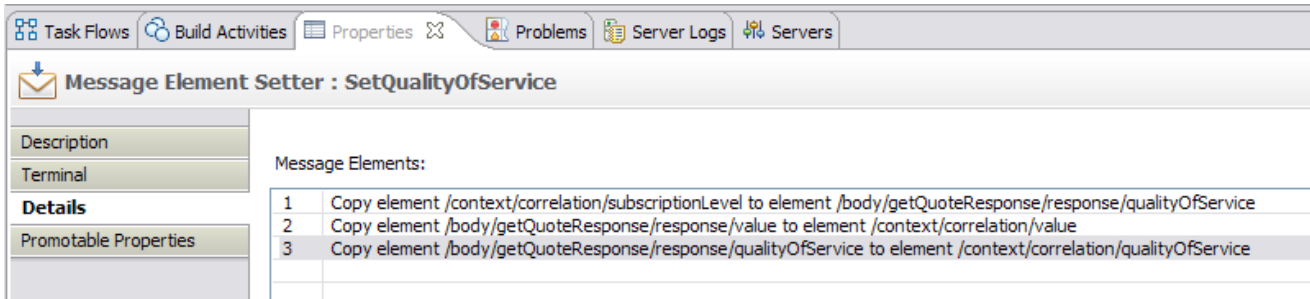 Task Flows Build Activities Properties Problems Server Logs Servers
Message Element Setter : SetQualityOfService
Description
Terminal
Details
Promotable Properties
Message Elements:
1 Copy element /context/correlation/subscriptionLevel to element /body/getQuoteResponse/response/qualityOfService
2 Copy element /body/getQuoteResponse/response/value to element /context/correlation/value
3 Copy element /body/getQuoteResponse/response/qualityOfService to element /context/correlation/qualityOfService